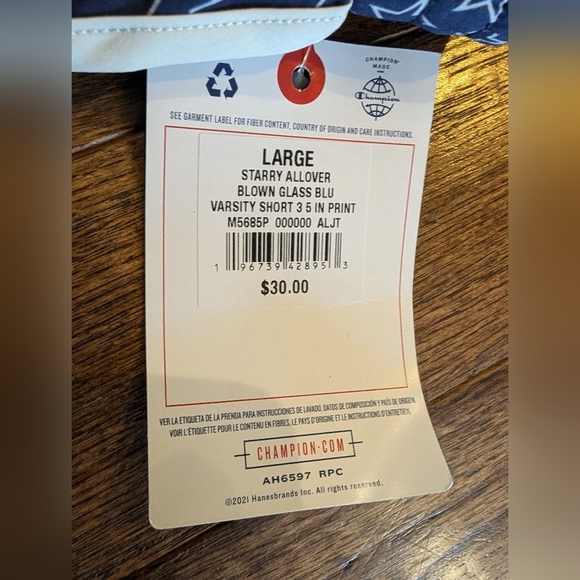 CHAMPION®
MADE
Champion
SEE GARMENT LABEL FOR FIBER CONTENT, COUNTRY OF ORIGIN AND CARE INSTRUCTIONS.
LARGE
STARRY ALLOVER
BLOWN GLASS BLU
VARSITY SHORT 3 5 IN PRINT
M5685P 000000 ALJT
1 96739 42895 3
$30.00
VER LA ETIQUETA DE LA PRENDA PARA INSTRUCCIONES DE LAVADO, DATOS DE COMPOSICIÓN Y PAÍS DE ORIGEN.
VOIR L'ÉTIQUETTE POUR LE CONTENU EN FIBRES, LE PAYS D'ORIGINE ET LE INSTRUCTIONS D'ENTRETIEN.
CHAMPION·COM
AH6597 RPC
©2021 Hanesbrands Inc. All rights reserved.